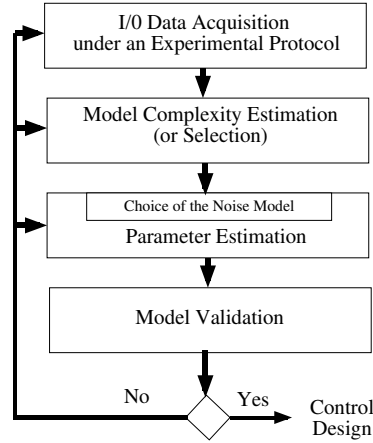 I/0 Data Acquisition
under an Experimental Protocol
Model Complexity Estimation
(or Selection)
Choice of the Noise Model
Parameter Estimation
Model Validation
No
Yes
Control
Design